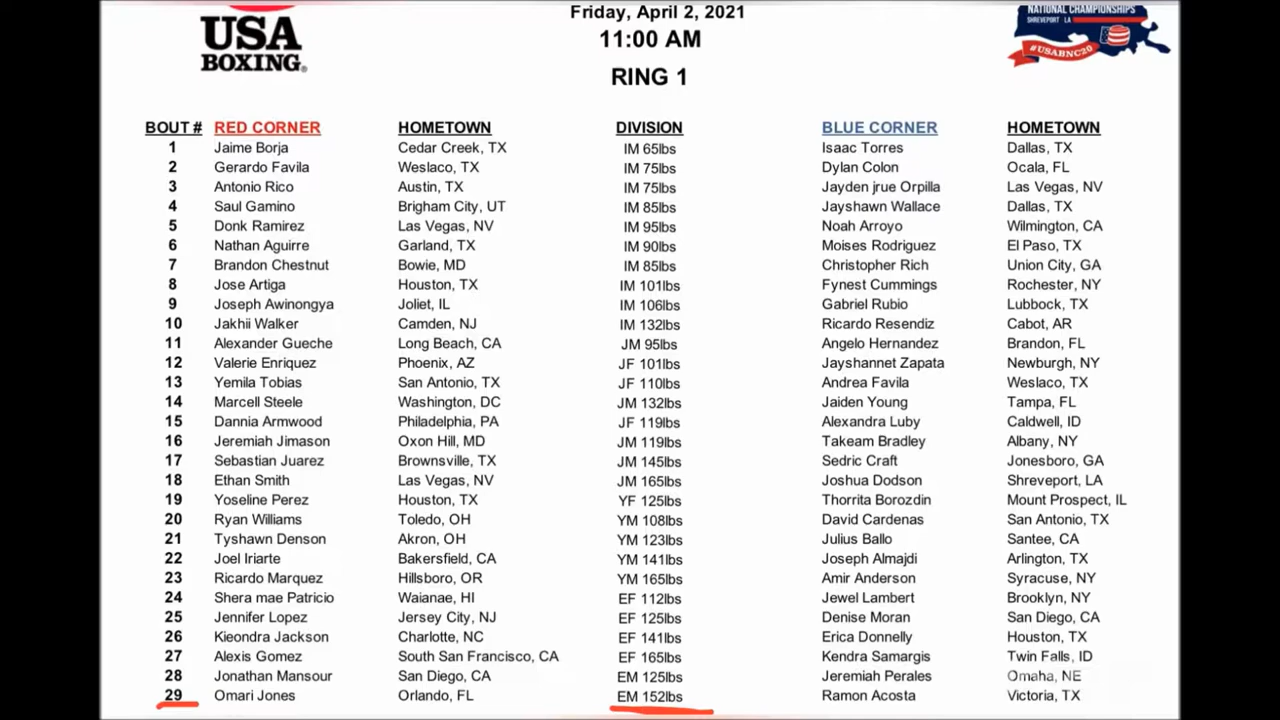 Friday, April 2, 2021
11:00 AM
RING 1
USA
BOXING®
NATIONAL CHAMPIONSHIPS
SHREVEPORT LA
#USABNC20
BOUT # RED CORNER HOMETOWN DIVISION BLUE CORNER HOMETOWN
1 Jaime Borja Cedar Creek, TX IM 65lbs Isaac Torres Dallas, TX
2 Gerardo Favila Weslaco, TX IM 75lbs Dylan Colon Ocala, FL
3 Antonio Rico Austin, TX IM 75lbs Jayden jrue Orpilla Las Vegas, NV
4 Saul Gamino Brigham City, UT IM 85lbs Jayshawn Wallace Dallas, TX
5 Donk Ramirez Las Vegas, NV IM 95lbs Noah Arroyo Wilmington, CA
6 Nathan Aguirre Garland, TX IM 90lbs Moises Rodriguez El Paso, TX
7 Brandon Chestnut Bowie, MD IM 85lbs Christopher Rich Union City, GA
8 Jose Artiga Houston, TX IM 101lbs Fynest Cummings Rochester, NY
9 Joseph Awinongya Joliet, IL IM 106lbs Gabriel Rubio Lubbock, TX
10 Jakhii Walker Camden, NJ IM 132lbs Ricardo Resendiz Cabot, AR
11 Alexander Gueche Long Beach, CA JM 95lbs Angelo Hernandez Brandon, FL
12 Valerie Enriquez Phoenix, AZ JF 101lbs Jayshannet Zapata Newburgh, NY
13 Yemila Tobias San Antonio, TX JF 110lbs Andrea Favila Weslaco, TX
14 Marcell Steele Washington, DC JM 132lbs Jaiden Young Tampa, FL
15 Dannia Armwood Philadelphia, PA JF 119lbs Alexandra Luby Caldwell, ID
16 Jeremiah Jimason Oxon Hill, MD JM 119lbs Takeam Bradley Albany, NY
17 Sebastian Juarez Brownsville, TX JM 145lbs Sedric Craft Jonesboro, GA
18 Ethan Smith Las Vegas, NV JM 165lbs Joshua Dodson Shreveport, LA
19 Yoseline Perez Houston, TX YF 125lbs Thorrita Borozdin Mount Prospect, IL
20 Ryan Williams Toledo, OH YM 108lbs David Cardenas San Antonio, TX
21 Tyshawn Denson Akron, OH YM 123lbs Julius Ballo Santee, CA
22 Joel Iriarte Bakersfield, CA YM 141lbs Joseph Almajdi Arlington, TX
23 Ricardo Marquez Hillsboro, OR YM 165lbs Amir Anderson Syracuse, NY
24 Shera mae Patricio Waianae, HI EF 112lbs Jewel Lambert Brooklyn, NY
25 Jennifer Lopez Jersey City, NJ EF 125lbs Denise Moran San Diego, CA
26 Kieondra Jackson Charlotte, NC EF 141lbs Erica Donnelly Houston, TX
27 Alexis Gomez South San Francisco, CA EF 165lbs Kendra Samargis Twin Falls, ID
28 Jonathan Mansour San Diego, CA EM 125lbs Jeremiah Perales Omaha, NE
29 Omari Jones Orlando, FL EM 152lbs Ramon Acosta Victoria, TX